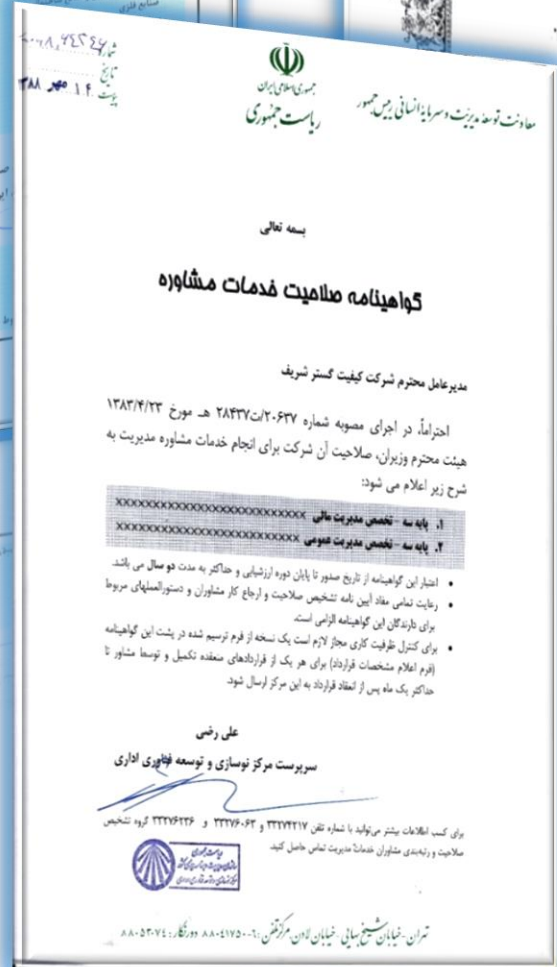 شماره
تاریخ ۱۴ مهر ۱۳۸۸
پیوست
جمهوری اسلامی ایران
ریاست جمهوری
معاونت توسعه مدیریت و سرمایه انسانی رییس جمهور
بسمه تعالی
گواهینامه صلاحیت خدمات مشاوره
مدیرعامل محترم شرکت کیفیت گستر شریف
احتراماً، در اجرای مصوبه شماره ۲۰۶۳۷/ت۲۸۴۳۷ هـ مورخ ۱۳۸۳/۴/۲۳
هیئت محترم وزیران، صلاحیت آن شرکت برای انجام خدمات مشاوره مدیریت به
شرح زیر اعلام می شود:
۱. پایه سه - تخصص مدیریت مالی xxxxxxxxxxxxxxxxxxxxxxxxxx
۲. پایه سه - تخصص مدیریت عمومی xxxxxxxxxxxxxxxxxxxxxxxxx
• اعتبار این گواهینامه از تاریخ صدور تا پایان دوره ارزشیابی و حداکثر به مدت دو سال می باشد.
• رعایت تمامی مفاد آیین نامه تشخیص صلاحیت و ارجاع کار مشاوران و دستورالعملهای مربوط
برای دارندگان این گواهینامه الزامی است.
• برای کنترل ظرفیت کاری مجاز لازم است یک نسخه از فرم ترسیم شده در پشت این گواهینامه
(فرم اعلام مشخصات قرارداد) برای هر یک از قراردادهای منعقده تکمیل و توسط مشاور تا
حداکثر یک ماه پس از انعقاد قرارداد به این مرکز ارسال شود.
علی رضی
سرپرست مرکز نوسازی و توسعه فناوری اداری
برای کسب اطلاعات بیشتر می‌توانید با شماره تلفن ۳۳۲۷۴۲۱۷ و ۳۳۲۷۶۰۶۳ و ۳۳۲۷۶۲۳۶ گروه تشخیص
صلاحیت و رتبه‌بندی مشاوران خدمات مدیریت تماس حاصل کنید.
تهران - خیابان شیخ بهایی - خیابان لادن، مرکز تلفن : ۶-۸۸۰۴۱۷۵۰ دورنگار : ۸۸۰۵۳۰۷۴